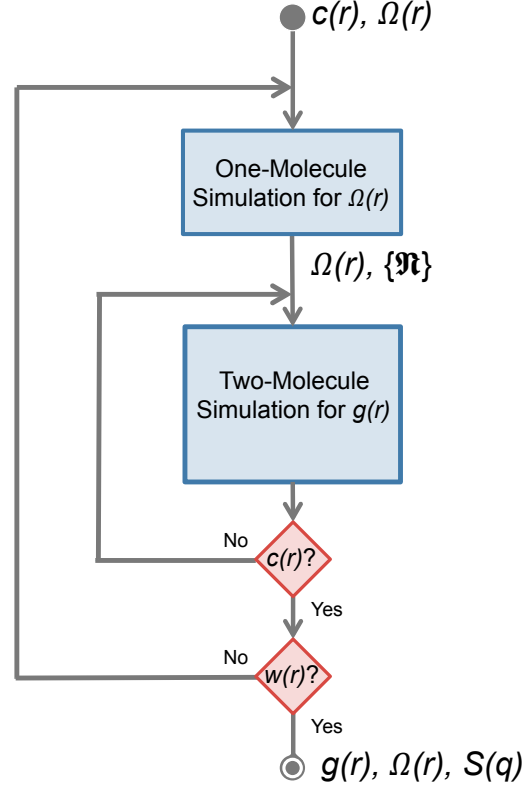 c(r), Ω(r)
One-Molecule
Simulation for Ω(r)
Ω(r), {𝕹}
Two-Molecule
Simulation for g(r)
No
c(r)?
Yes
No
w(r)?
Yes
g(r), Ω(r), S(q)